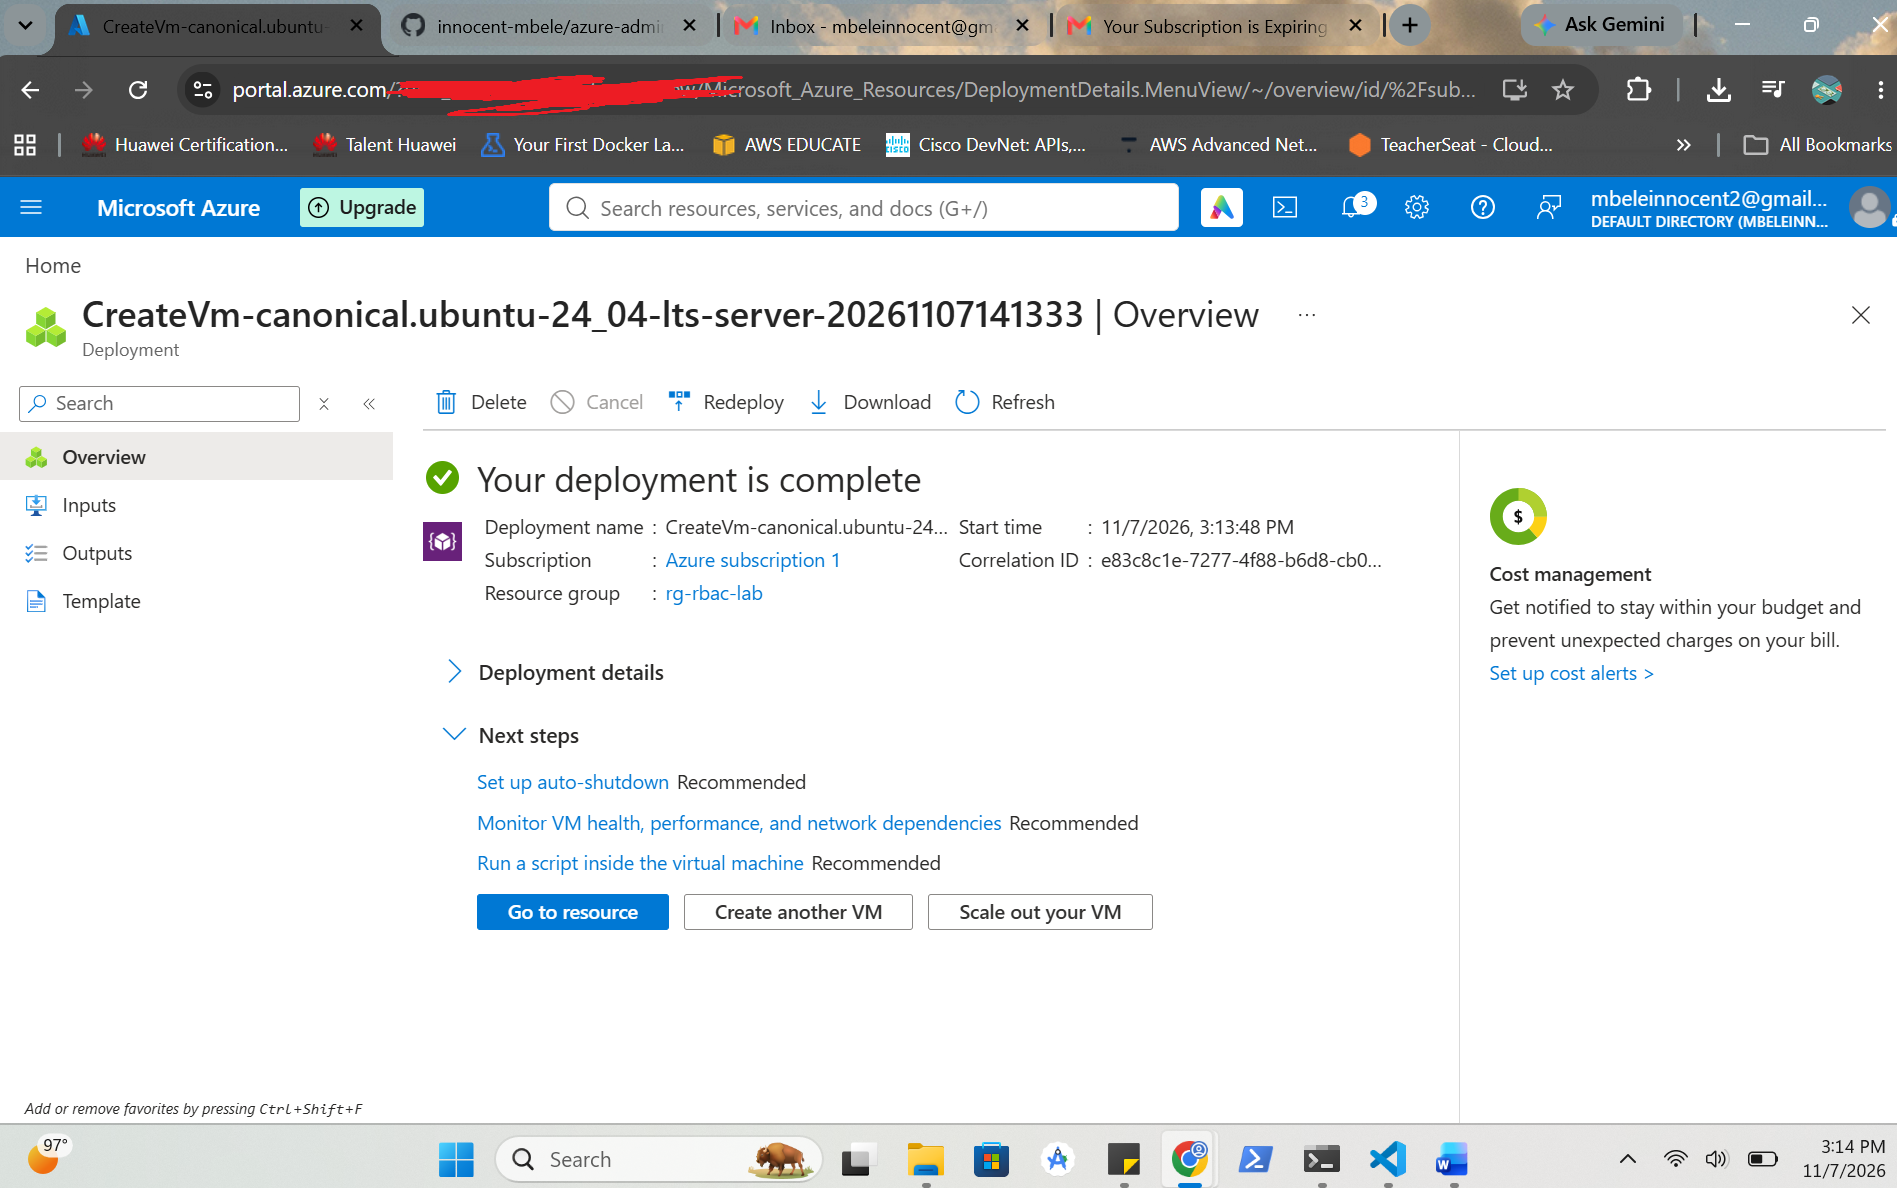 CreateVm-canonical.ubuntu-
innocent-mbele/azure-admi
Inbox - mbeleinnocent@gm
Your Subscription is Expiring
Ask Gemini
portal.azure.com/ w/Microsoft_Azure_Resources/DeploymentDetails.MenuView/~/overview/id/%2Fsub...
Huawei Certification...
Talent Huawei
Your First Docker La...
AWS EDUCATE
CISCO
Cisco DevNet: APIs,...
AWS Advanced Net...
TeacherSeat - Cloud...
All Bookmarks
Microsoft Azure
Upgrade
Search resources, services, and docs (G+/)
3
mbeleinnocent2@gmail...
DEFAULT DIRECTORY (MBELEINN...
Home
CreateVm-canonical.ubuntu-24_04-lts-server-20261107141333 | Overview
Deployment
Search
Delete
Cancel
Redeploy
Download
Refresh
Overview
Inputs
Outputs
Template
Your deployment is complete
Deployment name : CreateVm-canonical.ubuntu-24...
Subscription : Azure subscription 1
Resource group : rg-rbac-lab
Start time : 11/7/2026, 3:13:48 PM
Correlation ID : e83c8c1e-7277-4f88-b6d8-cb0...
Deployment details
Next steps
Set up auto-shutdown Recommended
Monitor VM health, performance, and network dependencies Recommended
Run a script inside the virtual machine Recommended
Go to resource
Create another VM
Scale out your VM
$
Cost management
Get notified to stay within your budget and
prevent unexpected charges on your bill.
Set up cost alerts >
Add or remove favorites by pressing Ctrl+Shift+F
97°
Search
3:14 PM
11/7/2026